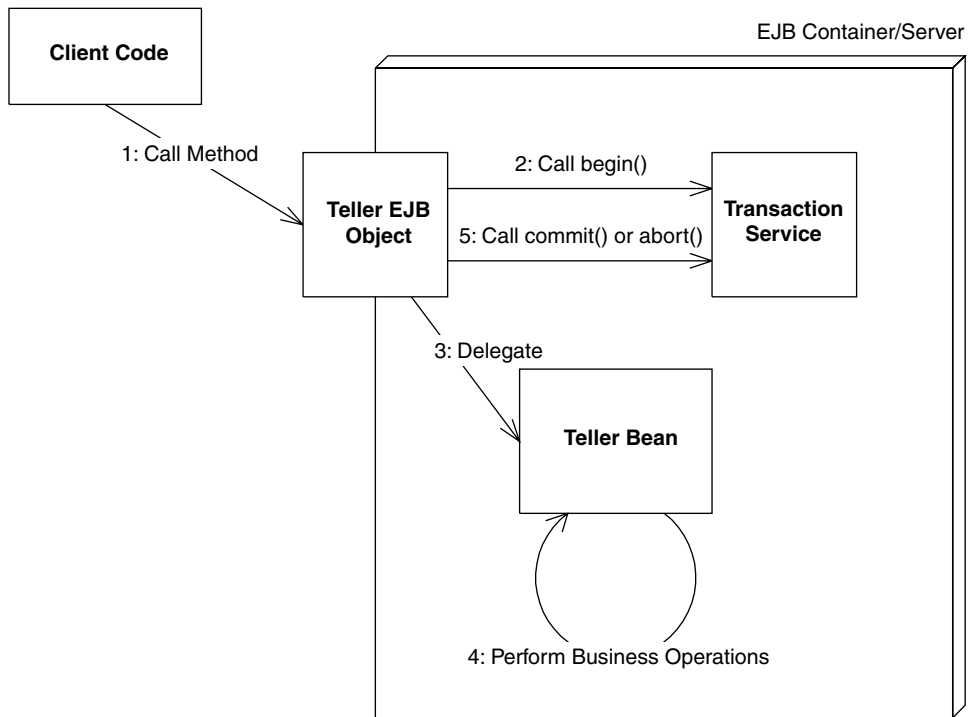 EJB Container/Server
Client Code
1: Call Method
2: Call begin()
Teller EJB
Object
Transaction
Service
5: Call commit() or abort()
3: Delegate
Teller Bean
4: Perform Business Operations